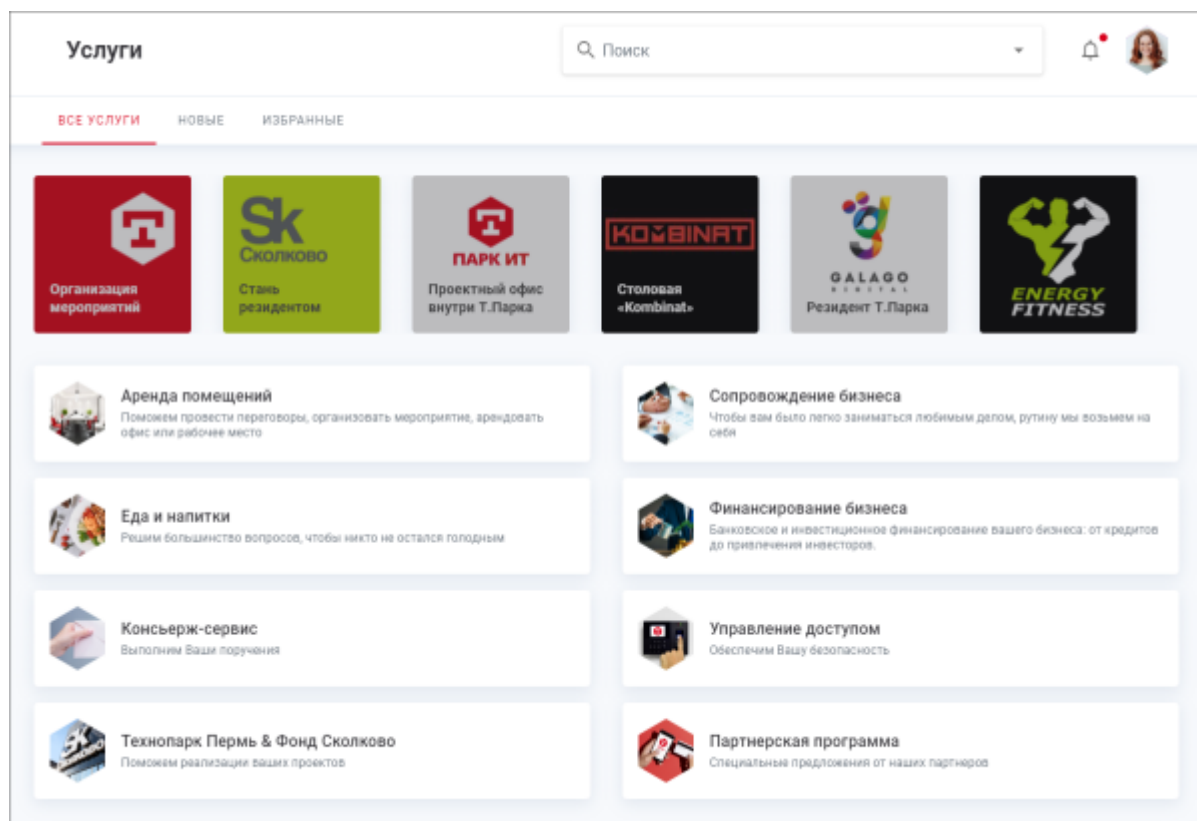 Услуги
Поиск
ВСЕ УСЛУГИ
НОВЫЕ
ИЗБРАННЫЕ
Организация
мероприятий
Sk
Сколково
Стань
резидентом
ПАРК ИТ
Проектный офис
внутри Т.Парка
KOMBINAT
Столовая
«Kombinat»
g
GALAGO
DIGITAL
Резидент Т.Парка
ENERGY
FITNESS
Аренда помещений
Поможем провести переговоры, организовать мероприятие, арендовать
офис или рабочее место
Сопровождение бизнеса
Чтобы вам было легко заниматься любимым делом, рутину мы возьмем на
себя
Еда и напитки
Решим большинство вопросов, чтобы никто не остался голодным
Финансирование бизнеса
Банковское и инвестиционное финансирование вашего бизнеса: от кредитов
до привлечения инвесторов.
Консьерж-сервис
Выполним Ваши поручения
Управление доступом
Обеспечим Вашу безопасность
Технопарк Пермь & Фонд Сколково
Поможем реализации ваших проектов
Партнерская программа
Специальные предложения от наших партнеров